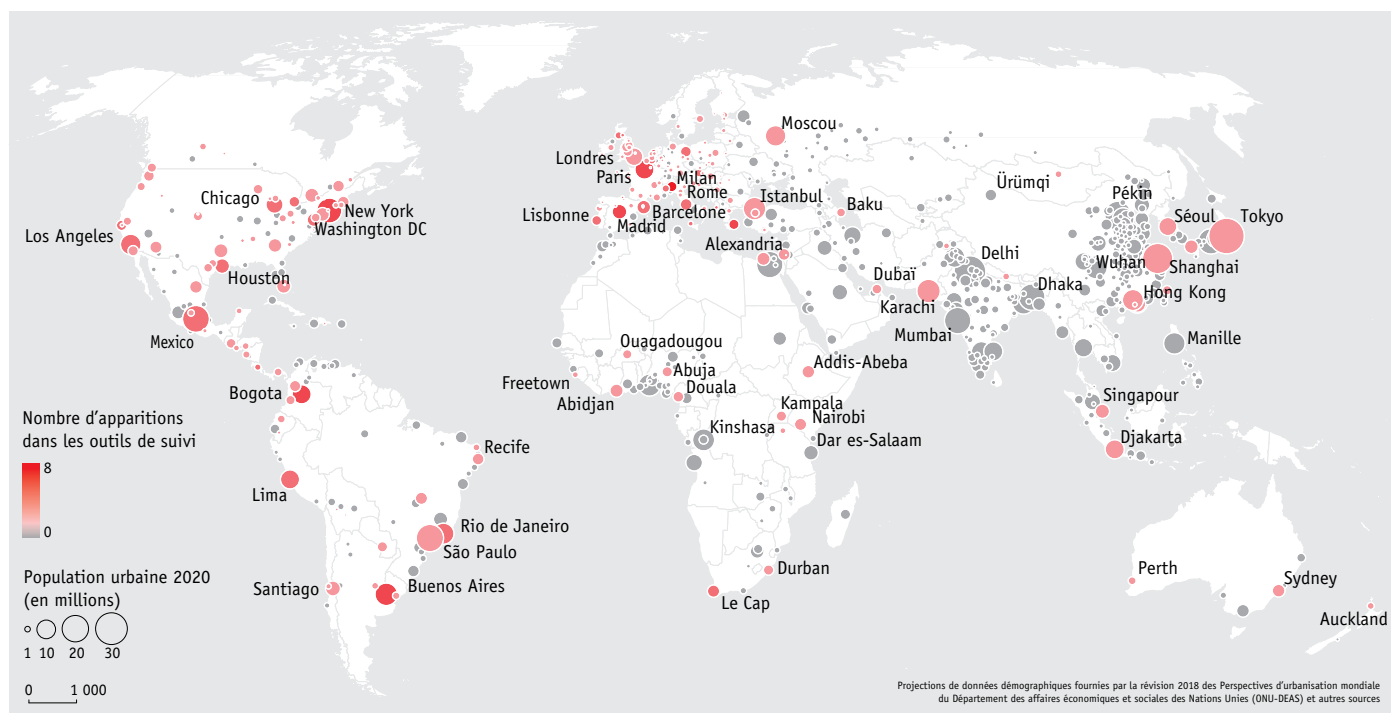 Moscou
Londres
Paris
Milan
Rome
Istanbul
Ürümqi
Pékin
Chicago
New York
Washington DC
Lisbonne
Madrid
Barcelone
Baku
Séoul
Tokyo
Los Angeles
Alexandria
Delhi
Wuhan
Shanghai
Houston
Dubaï
Dhaka
Hong Kong
Karachi
Mumbai
Mexico
Ouagadougou
Manille
Addis-Abeba
Abuja
Freetown
Douala
Bogota
Abidjan
Kampala
Nairobi
Singapour
Nombre d’apparitions
dans les outils de suivi
8
0
Kinshasa
Dar es-Salaam
Djakarta
Recife
Lima
Rio de Janeiro
São Paulo
Population urbaine 2020
(en millions)
1 10 20 30
Santiago
Buenos Aires
Durban
Le Cap
Perth
Sydney
Auckland
0 1 000
Projections de données démographiques fournies par la révision 2018 des Perspectives d’urbanisation mondiale
du Département des affaires économiques et sociales des Nations Unies (ONU-DEAS) et autres sources